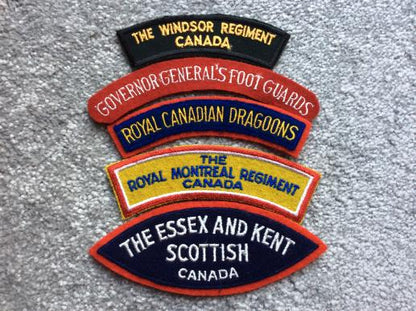 THE WINDSOR REGIMENT
CANADA
GOVERNOR GENERAL'S FOOT GUARDS
ROYAL CANADIAN DRAGOONS
THE
ROYAL MONTREAL REGIMENT
CANADA
THE ESSEX AND KENT
SCOTTISH
CANADA